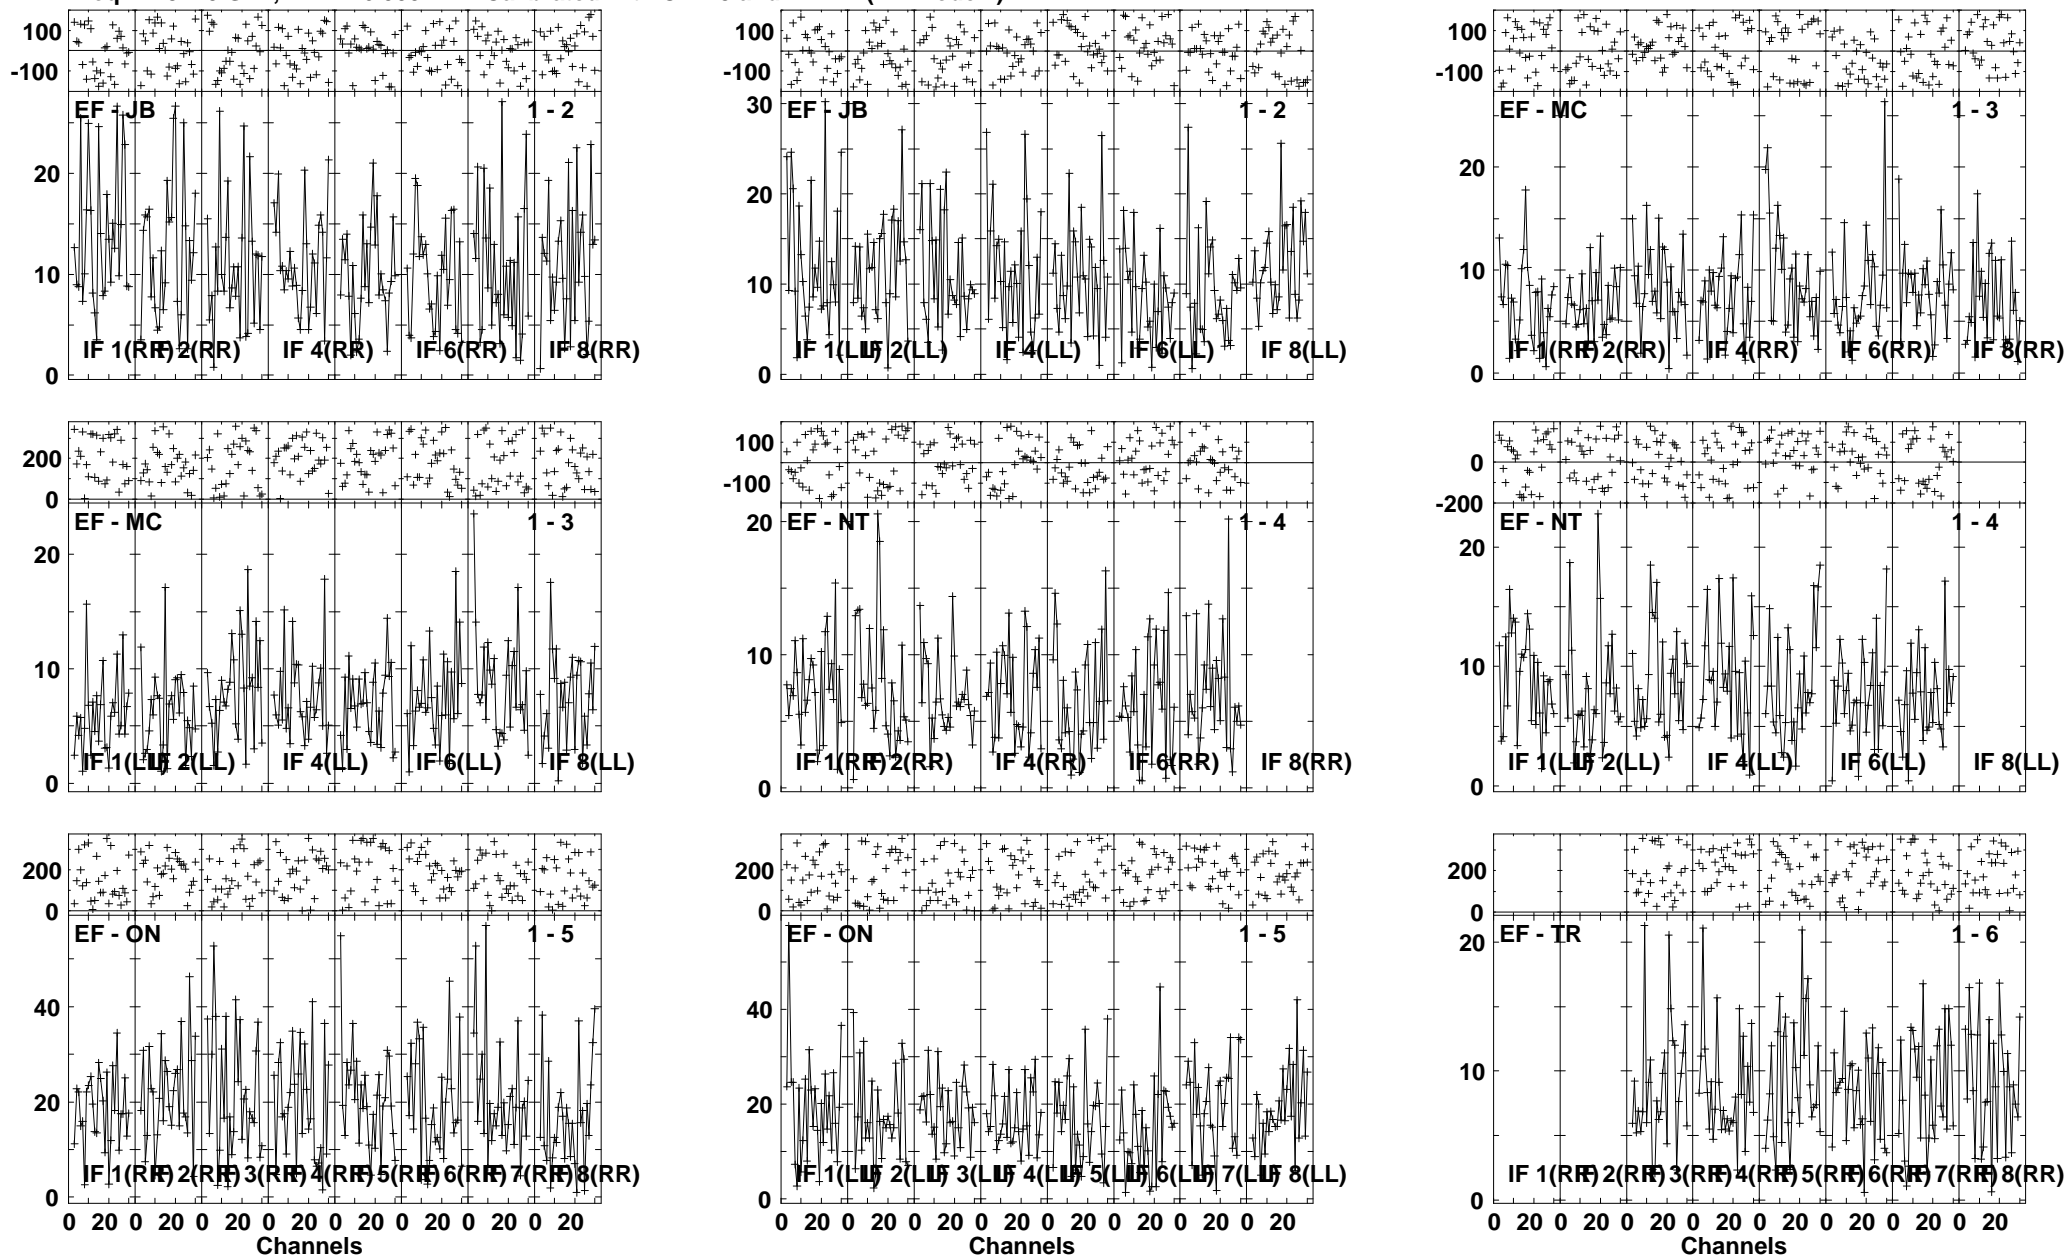 100
-100
EF - JB 1 - 2
20
10
0
IF 1(RR) IF 2(RR) IF 4(RR) IF 6(RR) IF 8(RR)
100
-100
EF - JB 1 - 2
30
20
10
0
IF 1(LL) IF 2(LL) IF 4(LL) IF 6(LL) IF 8(LL)
100
-100
EF - MC 1 - 3
20
10
0
IF 1(RR) IF 2(RR) IF 4(RR) IF 6(RR) IF 8(RR)
200
0
EF - MC 1 - 3
20
10
0
IF 1(LL) IF 2(LL) IF 4(LL) IF 6(LL) IF 8(LL)
100
-100
EF - NT 1 - 4
20
10
0
IF 1(RR) IF 2(RR) IF 4(RR) IF 6(RR) IF 8(RR)
200
0
-200
EF - NT 1 - 4
20
10
0
IF 1(LL) IF 2(LL) IF 4(LL) IF 6(LL) IF 8(LL)
200
0
EF - ON 1 - 5
40
20
0
IF 1(RR) IF 2(RR) IF 3(RR) IF 4(RR) IF 5(RR) IF 6(RR) IF 7(RR) IF 8(RR)
0 20 0 20 0 20 0 20 0 20 0 20 0 20 0 20
Channels
200
0
EF - ON 1 - 5
40
20
0
IF 1(LL) IF 2(LL) IF 3(LL) IF 4(LL) IF 5(LL) IF 6(LL) IF 7(LL) IF 8(LL)
0 20 0 20 0 20 0 20 0 20 0 20 0 20 0 20
Channels
200
0
EF - TR 1 - 6
20
10
0
IF 1(RR) IF 2(RR) IF 3(RR) IF 4(RR) IF 5(RR) IF 6(RR) IF 7(RR) IF 8(RR)
0 20 0 20 0 20 0 20 0 20 0 20 0 20 0 20
Channels